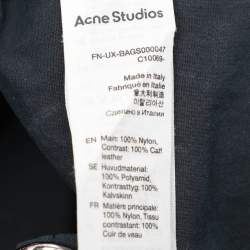 Acne Studios
FN-UX-BAGS000047
C10069-
Made in Italy
Fabriqué en Italie
意大利制造
이탈리아산
Сделано в Италии
EN Main: 100% Nylon,
Contrast: 100% Calf
leather
SE Huvudmaterial:
100% Polyamid,
Kontrasttyg: 100%
Kalvskinn
FR Matière principale:
100% Nylon, Tissu
contrastant: 100%
Cuir de veau